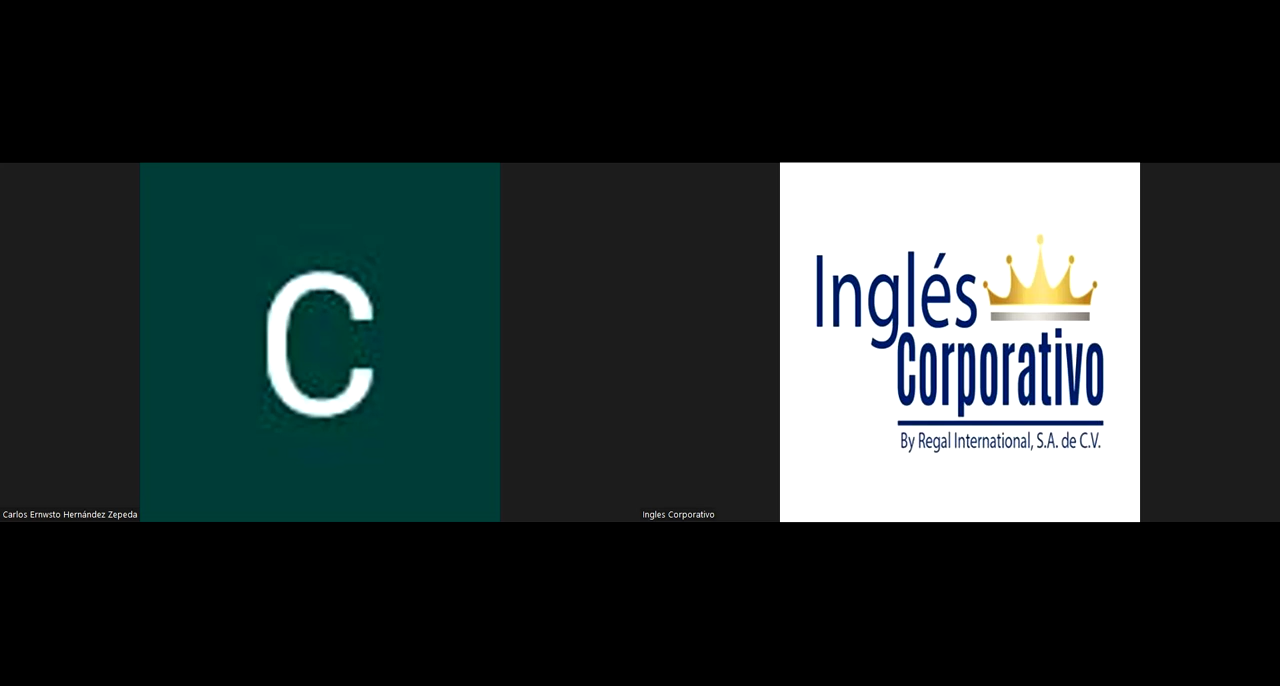 C
Carlos Ernwsto Hernández Zepeda
Inglés
Corporativo
By Regal International, S.A. de C.V.
Ingles Corporativo